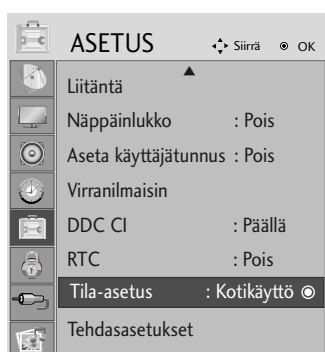 ASETUS Siirrä OK
Liitäntä
Näppäinlukko : Pois
Aseta käyttäjätunnus : Pois
Virranilmaisin
DDC CI : Päällä
RTC : Pois
Tila-asetus : Kotikäyttö
Tehdasasetukset